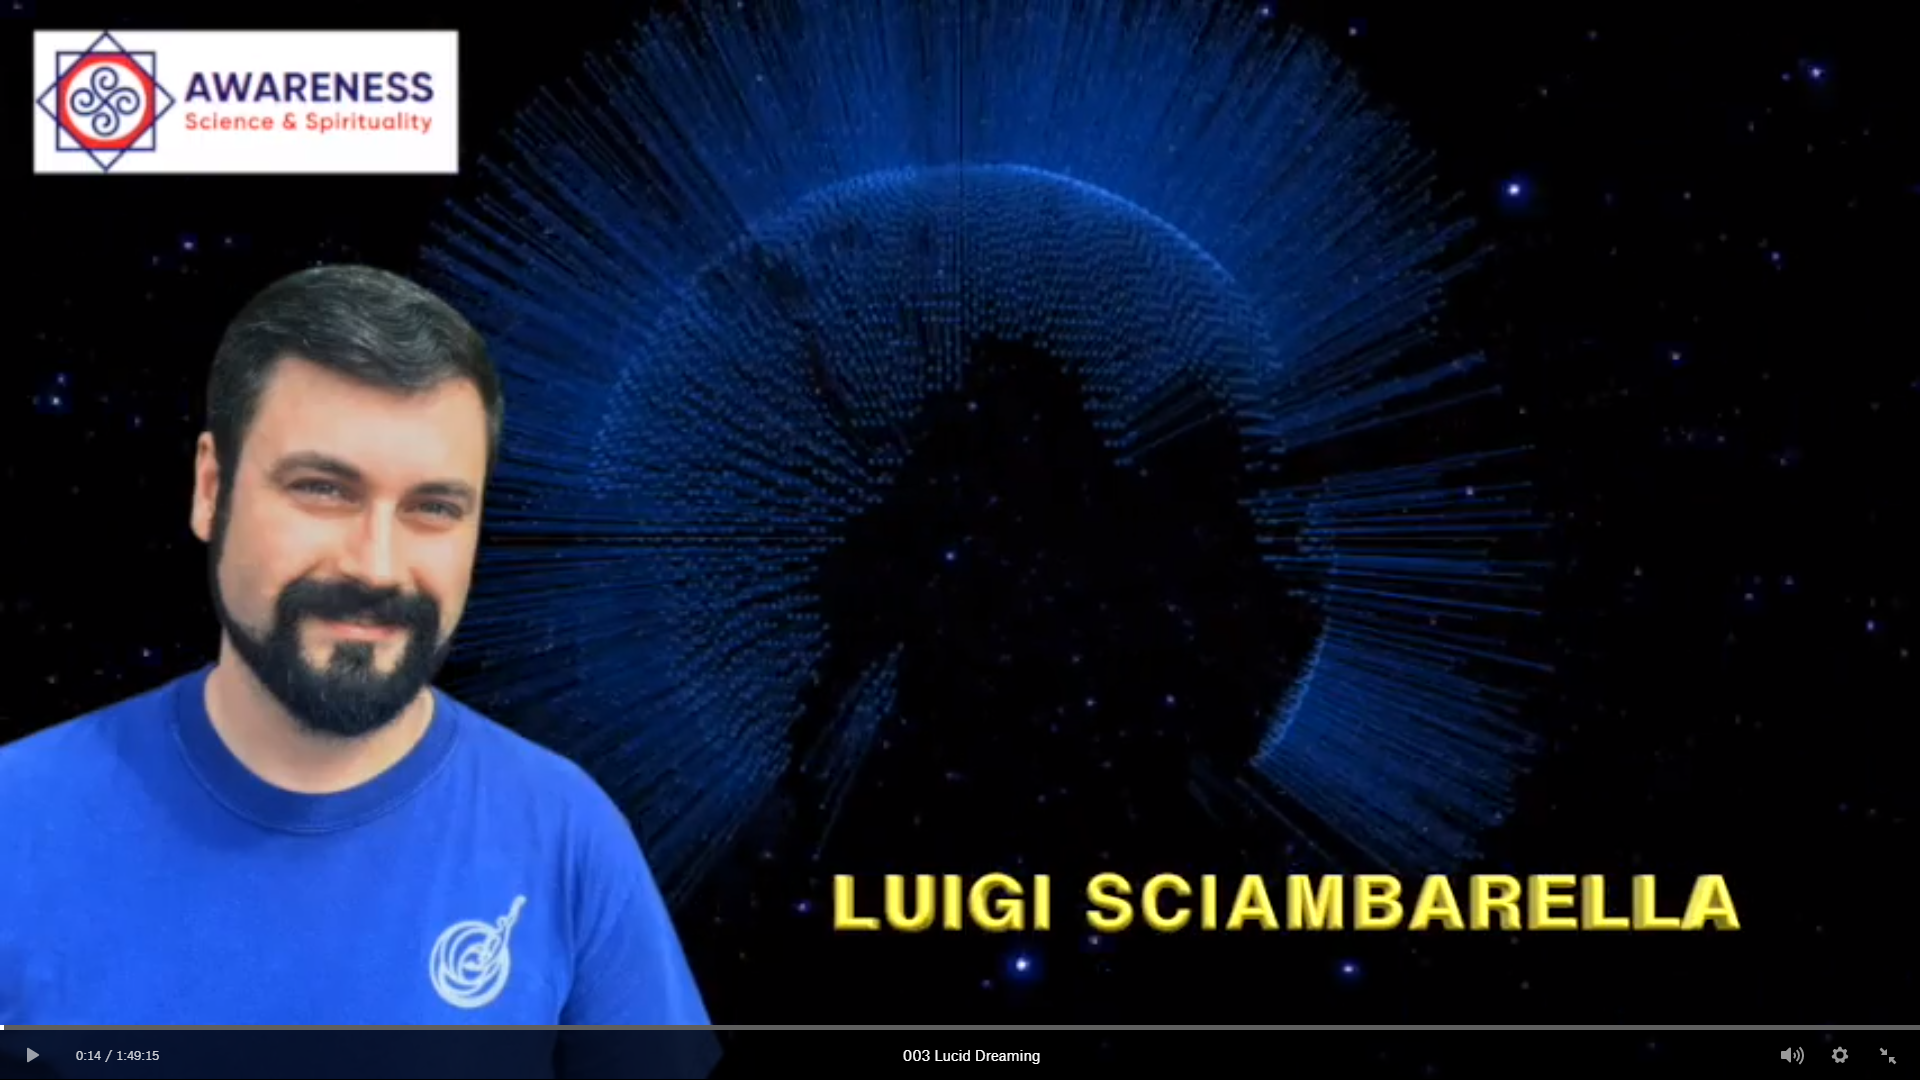 AWARENESS
Science & Spirituality
LUIGI SCIAMBARELLA
0:14 / 1:49:15
003 Lucid Dreaming